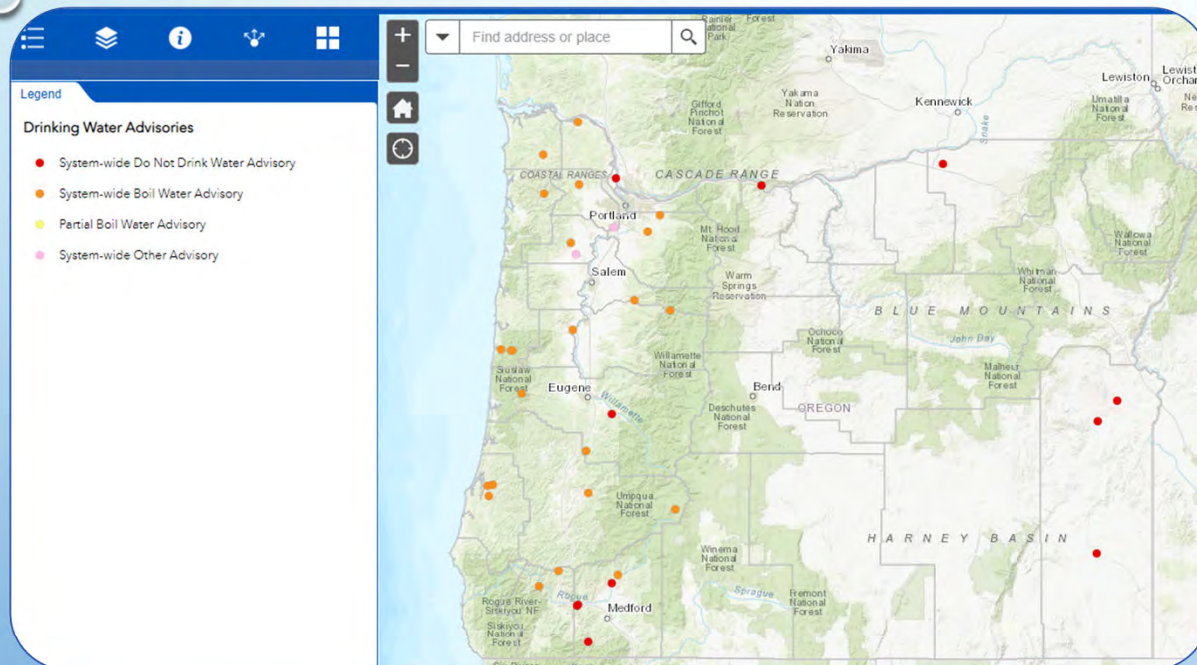 Legend
Drinking Water Advisories
System-wide Do Not Drink Water Advisory
System-wide Boil Water Advisory
Partial Boil Water Advisory
System-wide Other Advisory
+
−
Find address or place
Rainier
National
Park
Forest
Yakima
Lewiston
Gifford
Pinchot
National
Forest
Yakama
Nation
Reservation
Kennewick
Snake
Umatilla
National
Forest
COASTAL RANGES
CASCADE RANGE
Portland
Mt Hood
National
Forest
Wallowa
National
Forest
Salem
Warm
Springs
Reservation
Whitman
National
Forest
BLUE MOUNTAINS
Ochoco
National
Forest
John Day
Malheur
National
Forest
Siuslaw
National
Forest
Willamette
National
Forest
Eugene
Willamette
Bend
Deschutes
National
Forest
OREGON
Umpqua
National
Forest
HARNEY BASIN
Winema
National
Forest
Sprague
Fremont
National
Forest
Rogue River-
Siskiyou NF
Rogue
Medford
Siskiyou
National
Forest